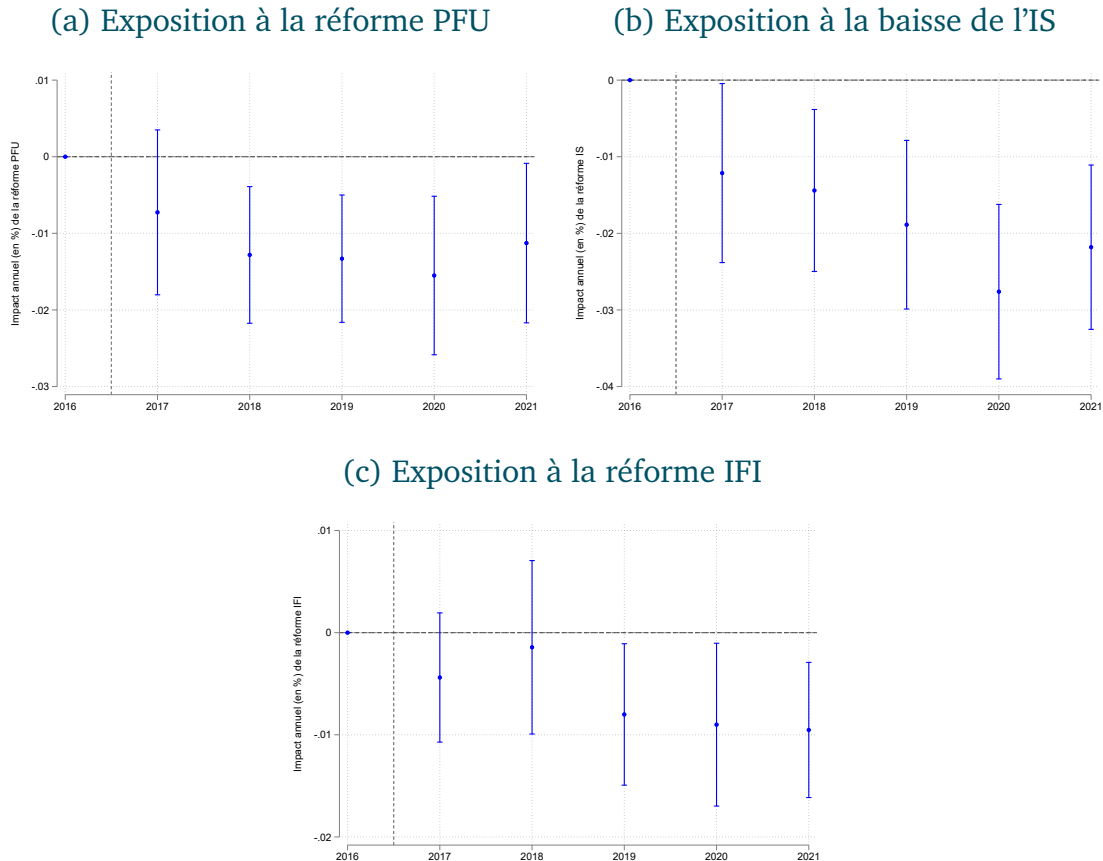 (a) Exposition à la réforme PFU
Impact annuel (en %) de la réforme PFU
.01
0
-.01
-.02
-.03
2016 2017 2018 2019 2020 2021
(b) Exposition à la baisse de l'IS
Impact annuel (en %) de la réforme IS
0
-.01
-.02
-.03
-.04
2016 2017 2018 2019 2020 2021
(c) Exposition à la réforme IFI
Impact annuel (en %) de la réforme IFI
.01
0
-.01
-.02
2016 2017 2018 2019 2020 2021